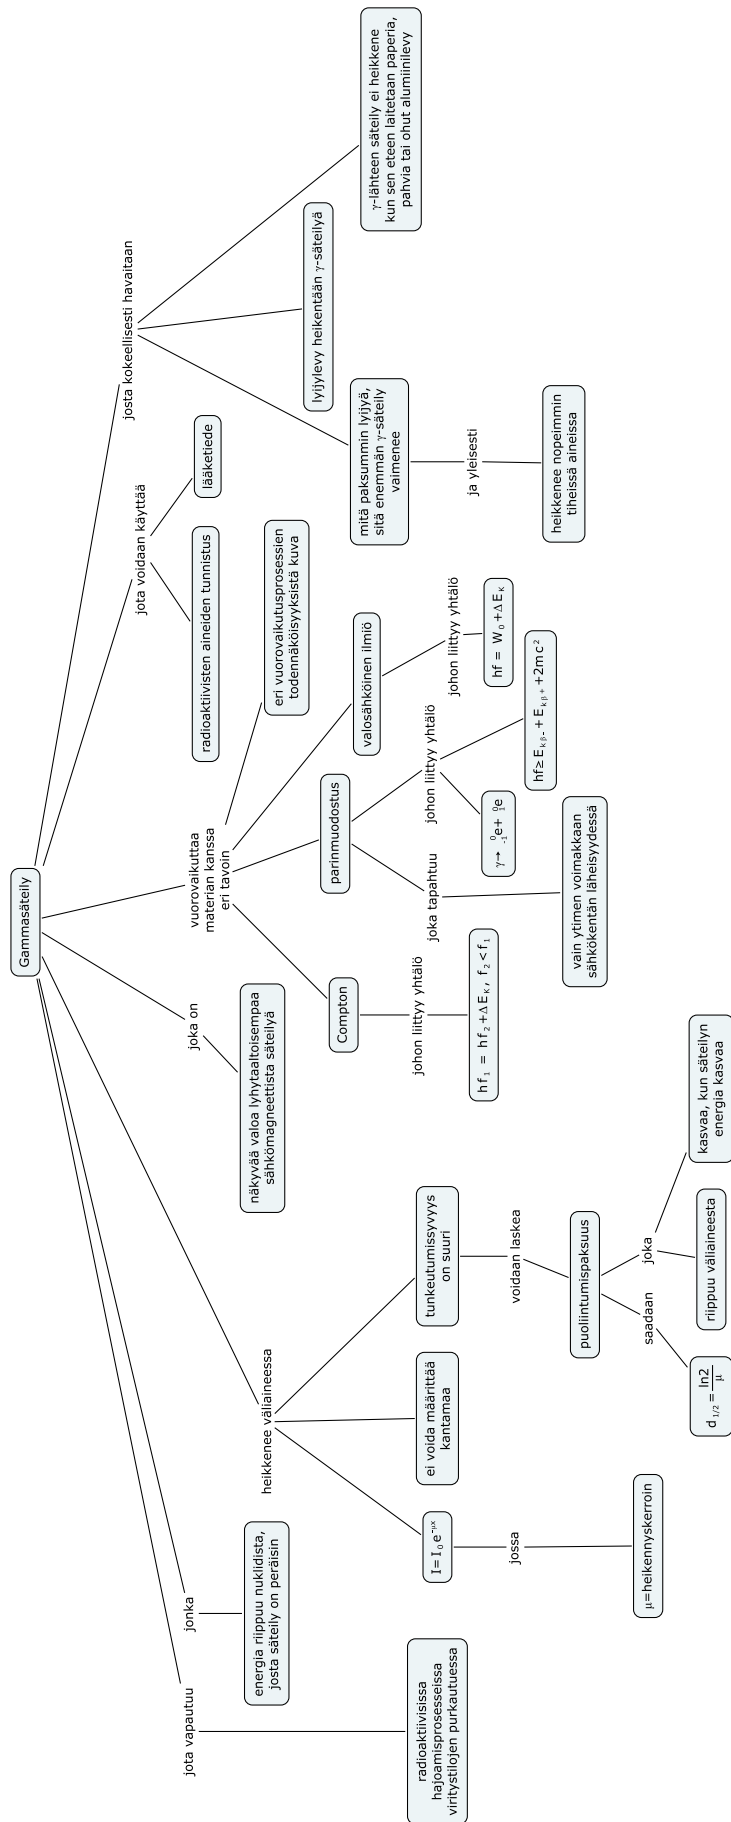 Gammasäteily
jota vapautuu
radioaktiivisissa
hajoamisprosesseissa
viritystilojen purkautuessa
jonka
energia riippuu nuklidista,
josta säteily on peräisin
heikkenee väliaineessa
I=I₀e^-μx
jossa
μ=heikennyskerroin
ei voida määrittää
kantamaa
tunkeutumissyvyys
on suuri
voidaan laskea
puoliintumispaksuus
saadaan
d 1/2 = ln2/μ
joka
riippuu väliaineesta
kasvaa, kun säteilyn
energia kasvaa
joka on
näkyvää valoa lyhytaaltoisempaa
sähkömagneettista säteilyä
vuorovaikuttaa
materian kanssa
eri tavoin
Compton
johon liittyy yhtälö
hf₁ = hf₂+ΔE_K, f₂<f₁
parinmuodostus
joka tapahtuu
vain ytimen voimakkaan
sähkökentän läheisyydessä
johon liittyy yhtälö
γ→ ⁰₋₁e+ ⁰₁e
hf≥E_kβ- + E_kβ+ +2mc²
valosähköinen ilmiö
johon liittyy yhtälö
hf = W₀+ΔE_K
eri vuorovaikutusprosessien
todennäköisyyksistä kuva
jota voidaan käyttää
radioaktiivisten aineiden tunnistus
lääketiede
josta kokeellisesti havaitaan
mitä paksummin lyijyä,
sitä enemmän γ-säteily
vaimenee
ja yleisesti
heikkenee nopeimmin
tiheissä aineissa
lyijylevy heikentään γ-säteilyä
γ-lähteen säteily ei heikkene
kun sen eteen laitetaan paperia,
pahvia tai ohut alumiinilevy